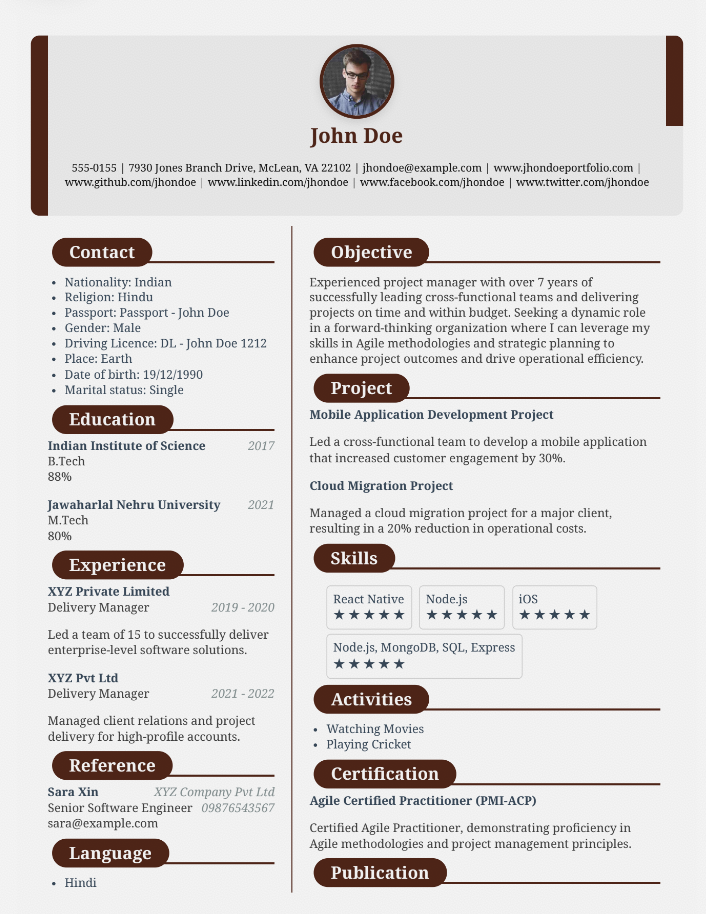 John Doe
555-0155 | 7930 Jones Branch Drive, McLean, VA 22102 | jhondoe@example.com | www.jhondoeportfolio.com |
www.github.com/jhondoe | www.linkedin.com/jhondoe | www.facebook.com/jhondoe | www.twitter.com/jhondoe
Contact
• Nationality: Indian
• Religion: Hindu
• Passport: Passport - John Doe
• Gender: Male
• Driving Licence: DL - John Doe 1212
• Place: Earth
• Date of birth: 19/12/1990
• Marital status: Single
Education
Indian Institute of Science 2017
B.Tech
88%
Jawaharlal Nehru University 2021
M.Tech
80%
Experience
XYZ Private Limited
Delivery Manager 2019 - 2020
Led a team of 15 to successfully deliver
enterprise-level software solutions.
XYZ Pvt Ltd
Delivery Manager 2021 - 2022
Managed client relations and project
delivery for high-profile accounts.
Reference
Sara Xin XYZ Company Pvt Ltd
Senior Software Engineer 09876543567
sara@example.com
Language
• Hindi
Objective
Experienced project manager with over 7 years of
successfully leading cross-functional teams and delivering
projects on time and within budget. Seeking a dynamic role
in a forward-thinking organization where I can leverage my
skills in Agile methodologies and strategic planning to
enhance project outcomes and drive operational efficiency.
Project
Mobile Application Development Project
Led a cross-functional team to develop a mobile application
that increased customer engagement by 30%.
Cloud Migration Project
Managed a cloud migration project for a major client,
resulting in a 20% reduction in operational costs.
Skills
React Native Node.js iOS
★★★★★ ★★★★★ ★★★★★
Node.js, MongoDB, SQL, Express
★★★★★
Activities
• Watching Movies
• Playing Cricket
Certification
Agile Certified Practitioner (PMI-ACP)
Certified Agile Practitioner, demonstrating proficiency in
Agile methodologies and project management principles.
Publication